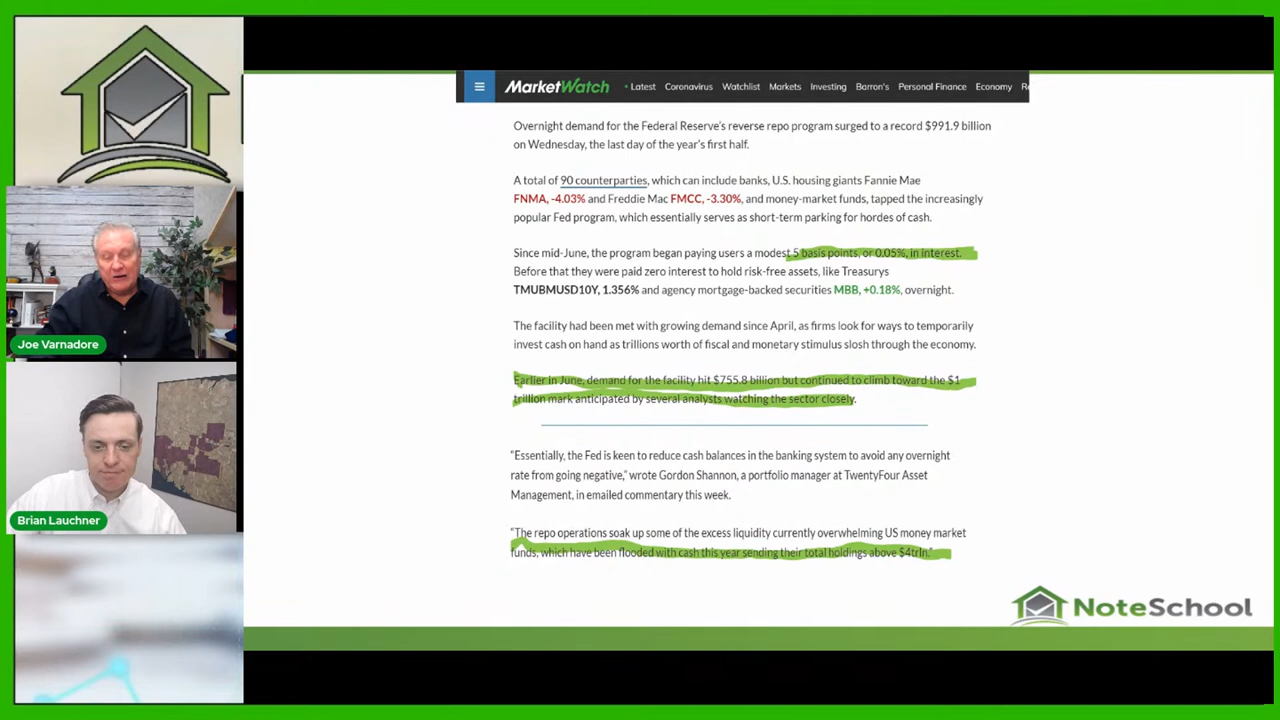 MarketWatch
Latest Coronavirus Watchlist Markets Investing Barron's Personal Finance Economy
Overnight demand for the Federal Reserve's reverse repo program surged to a record $991.9 billion
on Wednesday, the last day of the year's first half.
A total of 90 counterparties, which can include banks, U.S. housing giants Fannie Mae
FNMA, -4.03% and Freddie Mac FMCC, -3.30%, and money-market funds, tapped the increasingly
popular Fed program, which essentially serves as short-term parking for hordes of cash.
Since mid-June, the program began paying users a modest 5 basis points, or 0.05%, in interest.
Before that they were paid zero interest to hold risk-free assets, like Treasurys
TMUBMUSD10Y, 1.356% and agency mortgage-backed securities MBB, +0.18%, overnight.
The facility had been met with growing demand since April, as firms look for ways to temporarily
invest cash on hand as trillions worth of fiscal and monetary stimulus slosh through the economy.
Earlier in June, demand for the facility hit $755.8 billion but continued to climb toward the $1
trillion mark anticipated by several analysts watching the sector closely.
“Essentially, the Fed is keen to reduce cash balances in the banking system to avoid any overnight
rate from going negative,” wrote Gordon Shannon, a portfolio manager at TwentyFour Asset
Management, in emailed commentary this week.
“The repo operations soak up some of the excess liquidity currently overwhelming US money market
funds, which have been flooded with cash this year sending their total holdings above $4trln.”
Joe Varnadore
Brian Lauchner
NoteSchool